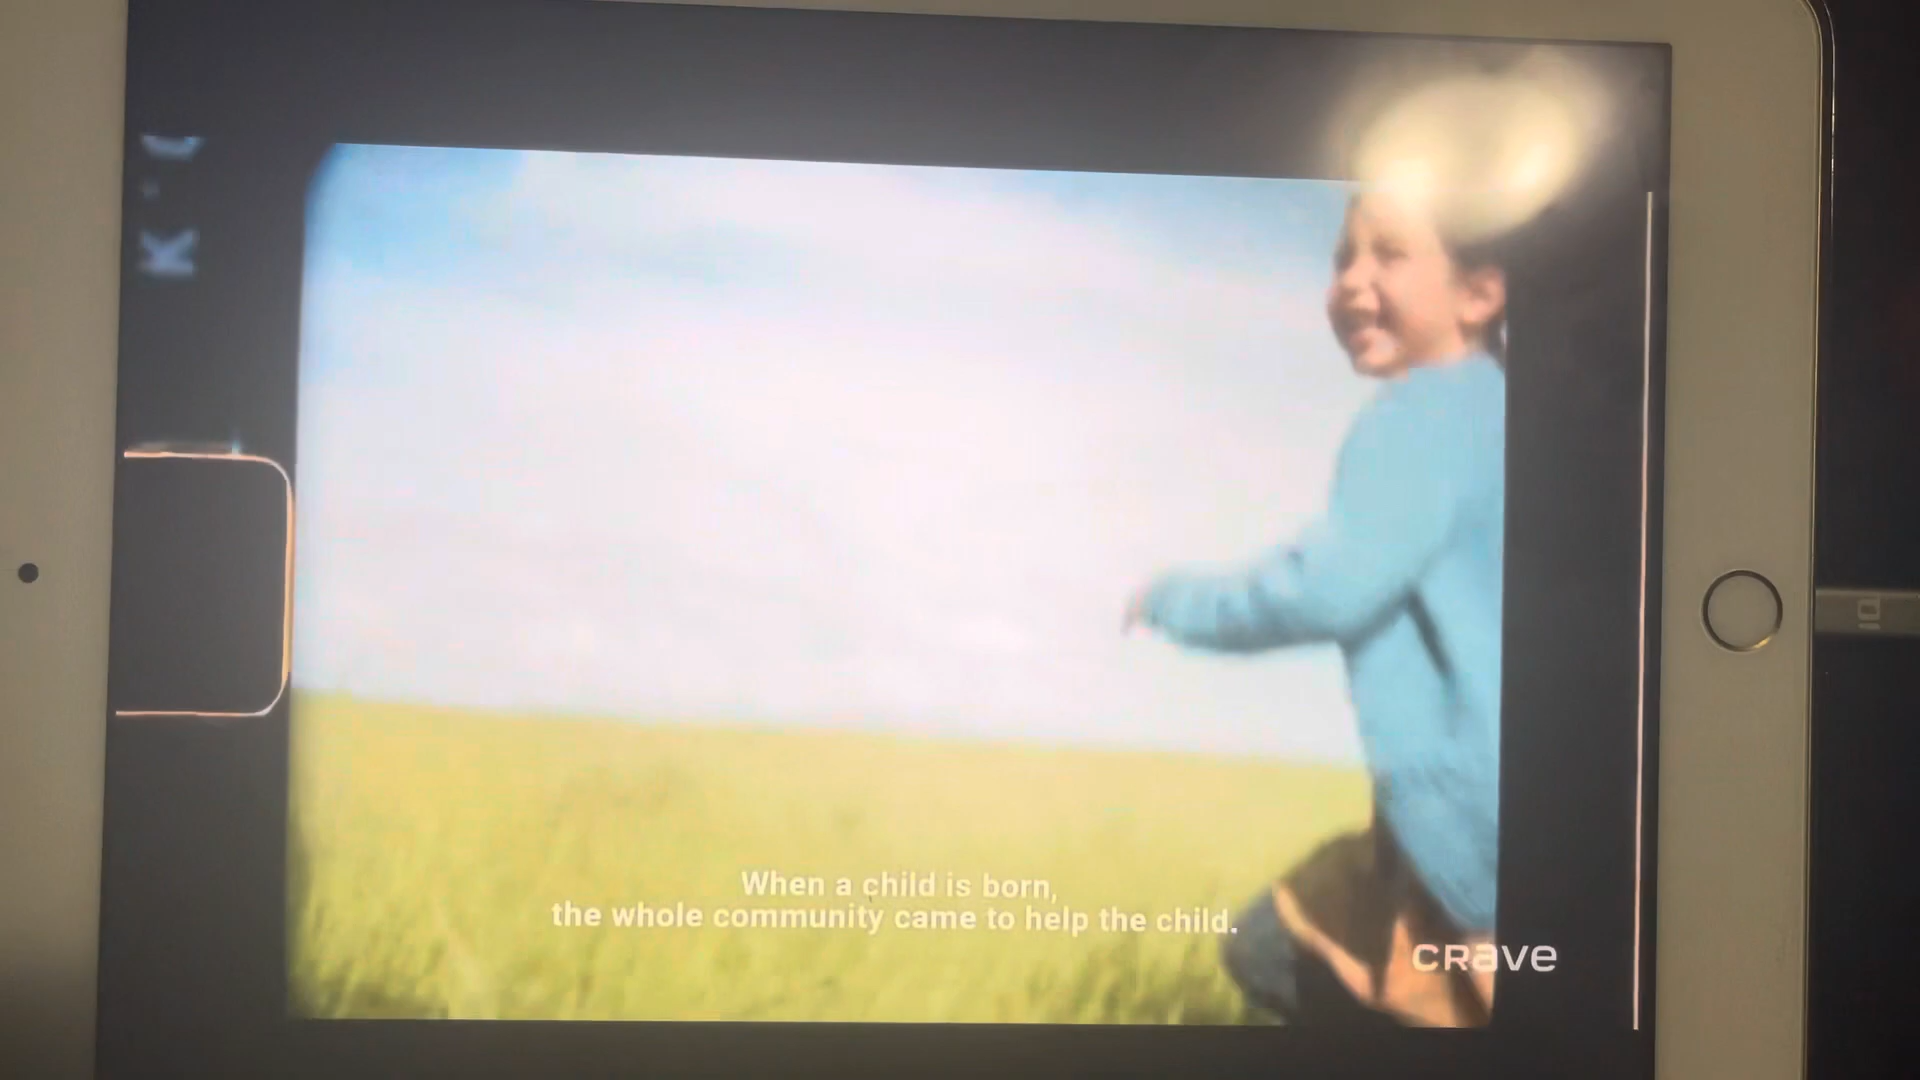 When a child is born,
the whole community came to help the child.
crave